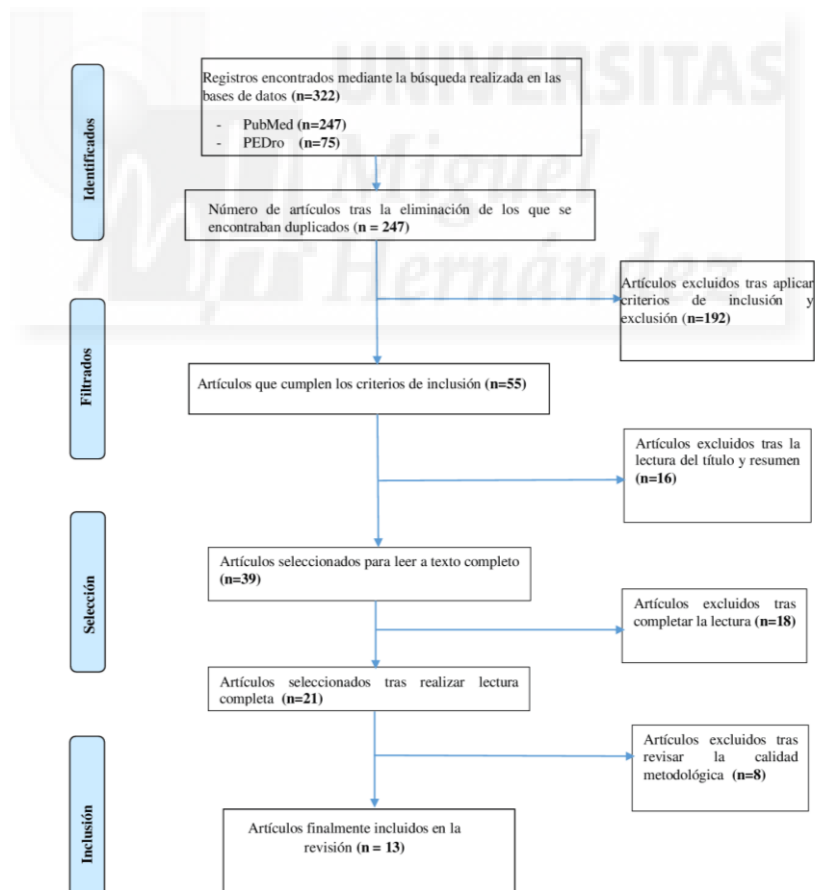 UNIVERSITAS
Miguel
Hernández
Identificados
Registros encontrados mediante la búsqueda realizada en las
bases de datos (n=322)
- PubMed (n=247)
- PEDro (n=75)
Número de artículos tras la eliminación de los que se
encontraban duplicados (n = 247)
Artículos excluidos tras aplicar
criterios de inclusión y
exclusión (n=192)
Filtrados
Artículos que cumplen los criterios de inclusión (n=55)
Artículos excluidos tras la
lectura del título y resumen
(n=16)
Selección
Artículos seleccionados para leer a texto completo
(n=39)
Artículos excluidos tras
completar la lectura (n=18)
Artículos seleccionados tras realizar lectura
completa (n=21)
Artículos excluidos tras
revisar la calidad
metodológica (n=8)
Inclusión
Artículos finalmente incluidos en la
revisión (n = 13)